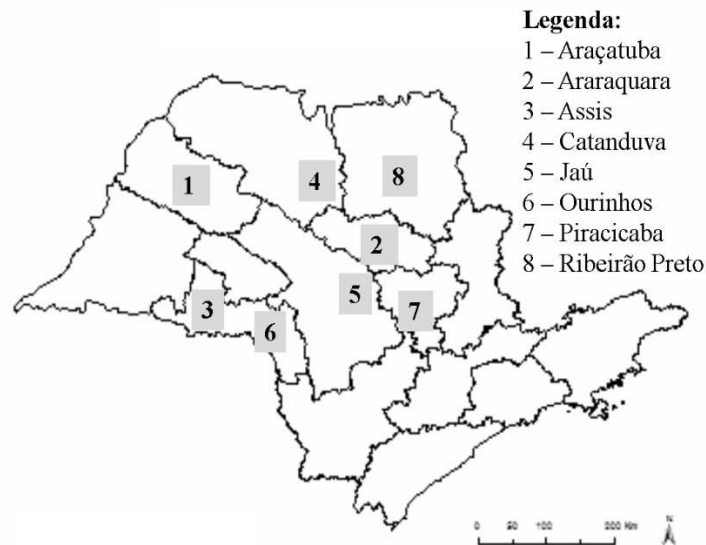 Legenda:
1 – Araçatuba
2 – Araraquara
3 – Assis
4 – Catanduva
5 – Jaú
6 – Ourinhos
7 – Piracicaba
8 – Ribeirão Preto
1
4
8
2
5
3
6
7
0 50 100 200 Km
N